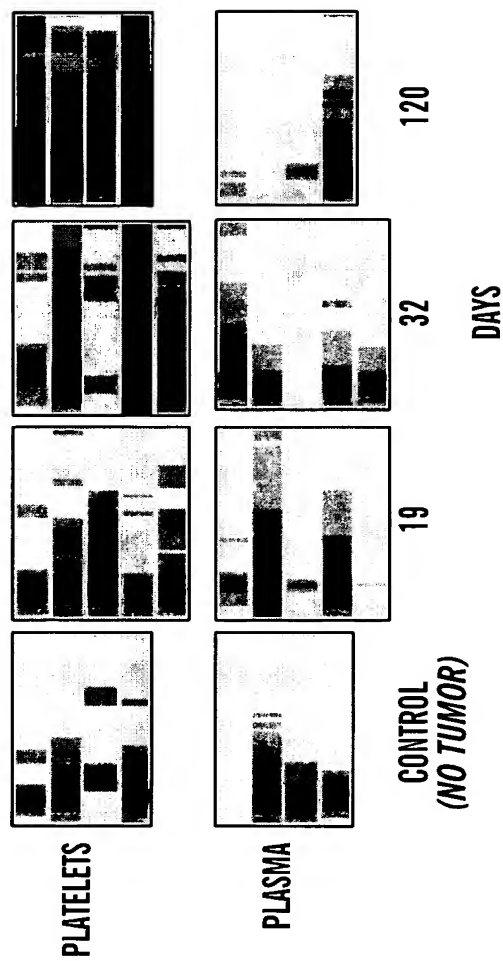 PLATELETS
PLASMA
CONTROL
(NO TUMOR)
19
32
120
DAYS